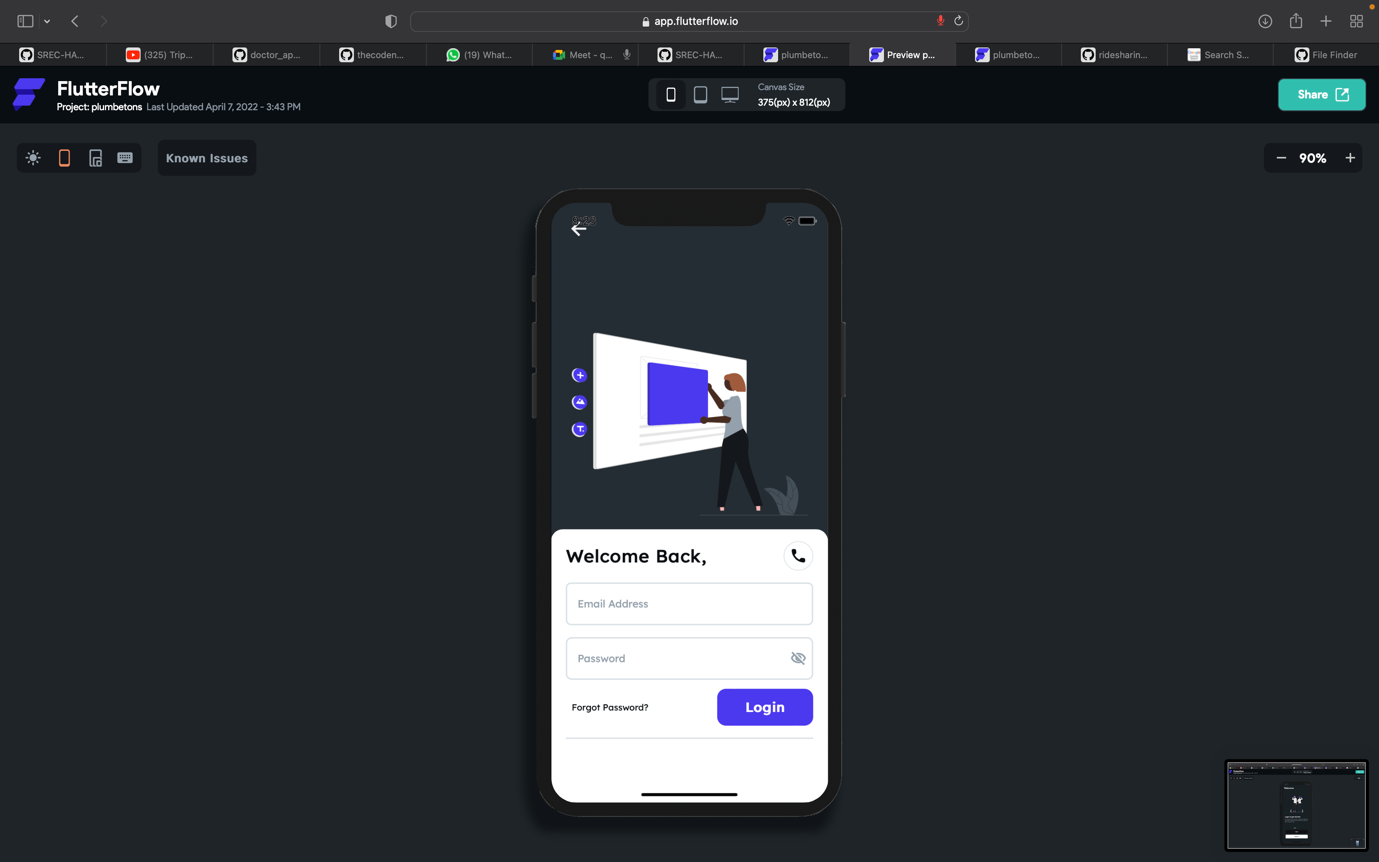 app.flutterflow.io
SREC-HA...
(325) Trip...
doctor_ap...
thecoden...
(19) What...
Meet - q...
SREC-HA...
plumbeto...
Preview p...
plumbeto...
ridesharin...
Search S...
File Finder
FlutterFlow
Project: plumbetons Last Updated April 7, 2022 - 3:43 PM
Canvas Size
375(px) x 812(px)
Share
Known Issues
90%
Welcome Back,
Email Address
Password
Forgot Password?
Login